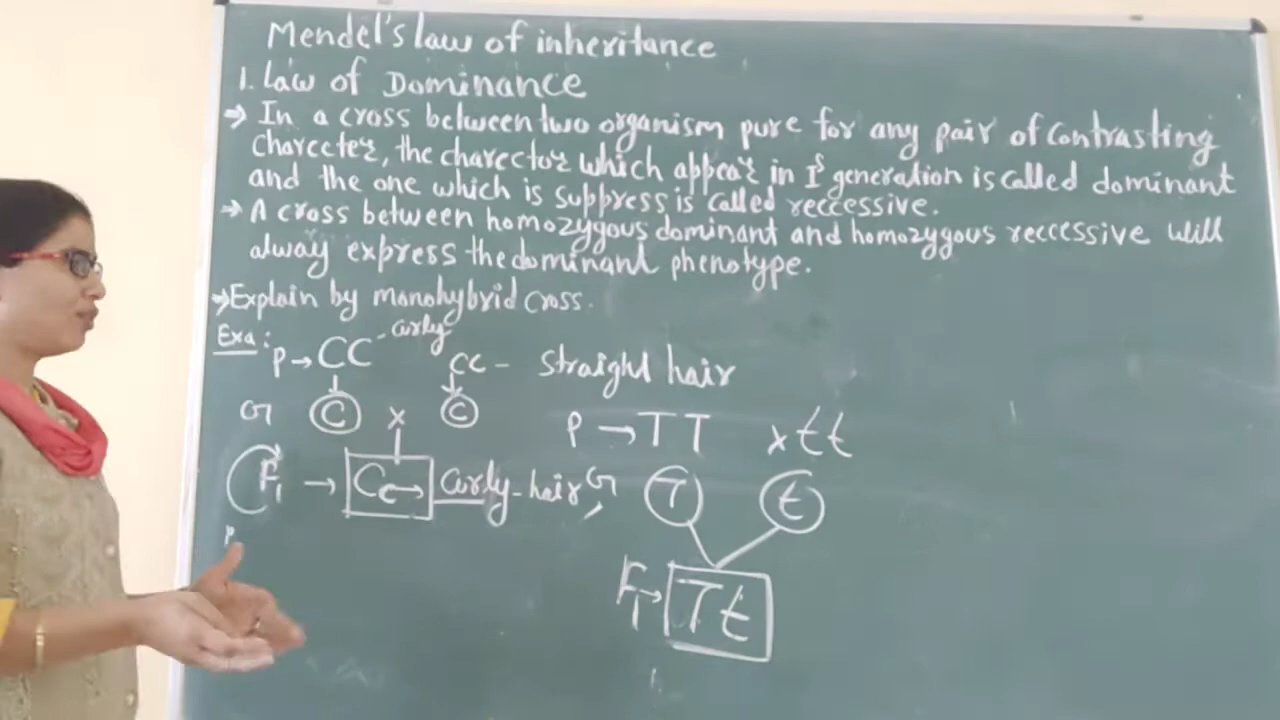 Mendel's law of inheritance
1. Law of Dominance
→ In a cross between two organism pure for any pair of contrasting
charecter, the charector which appear in Ist generation is called dominant
and the one which is suppress is called reccessive.
→ A cross between homozygous dominant and homozygous reccessive will
alway express the dominant phenotype.
→ Explain by monohybrid cross.
Exa:
P → CC - curly cc - straight hair
G C x c
F1 → Cc → curly-hair,
P → TT x tt
G T t
F1 → Tt